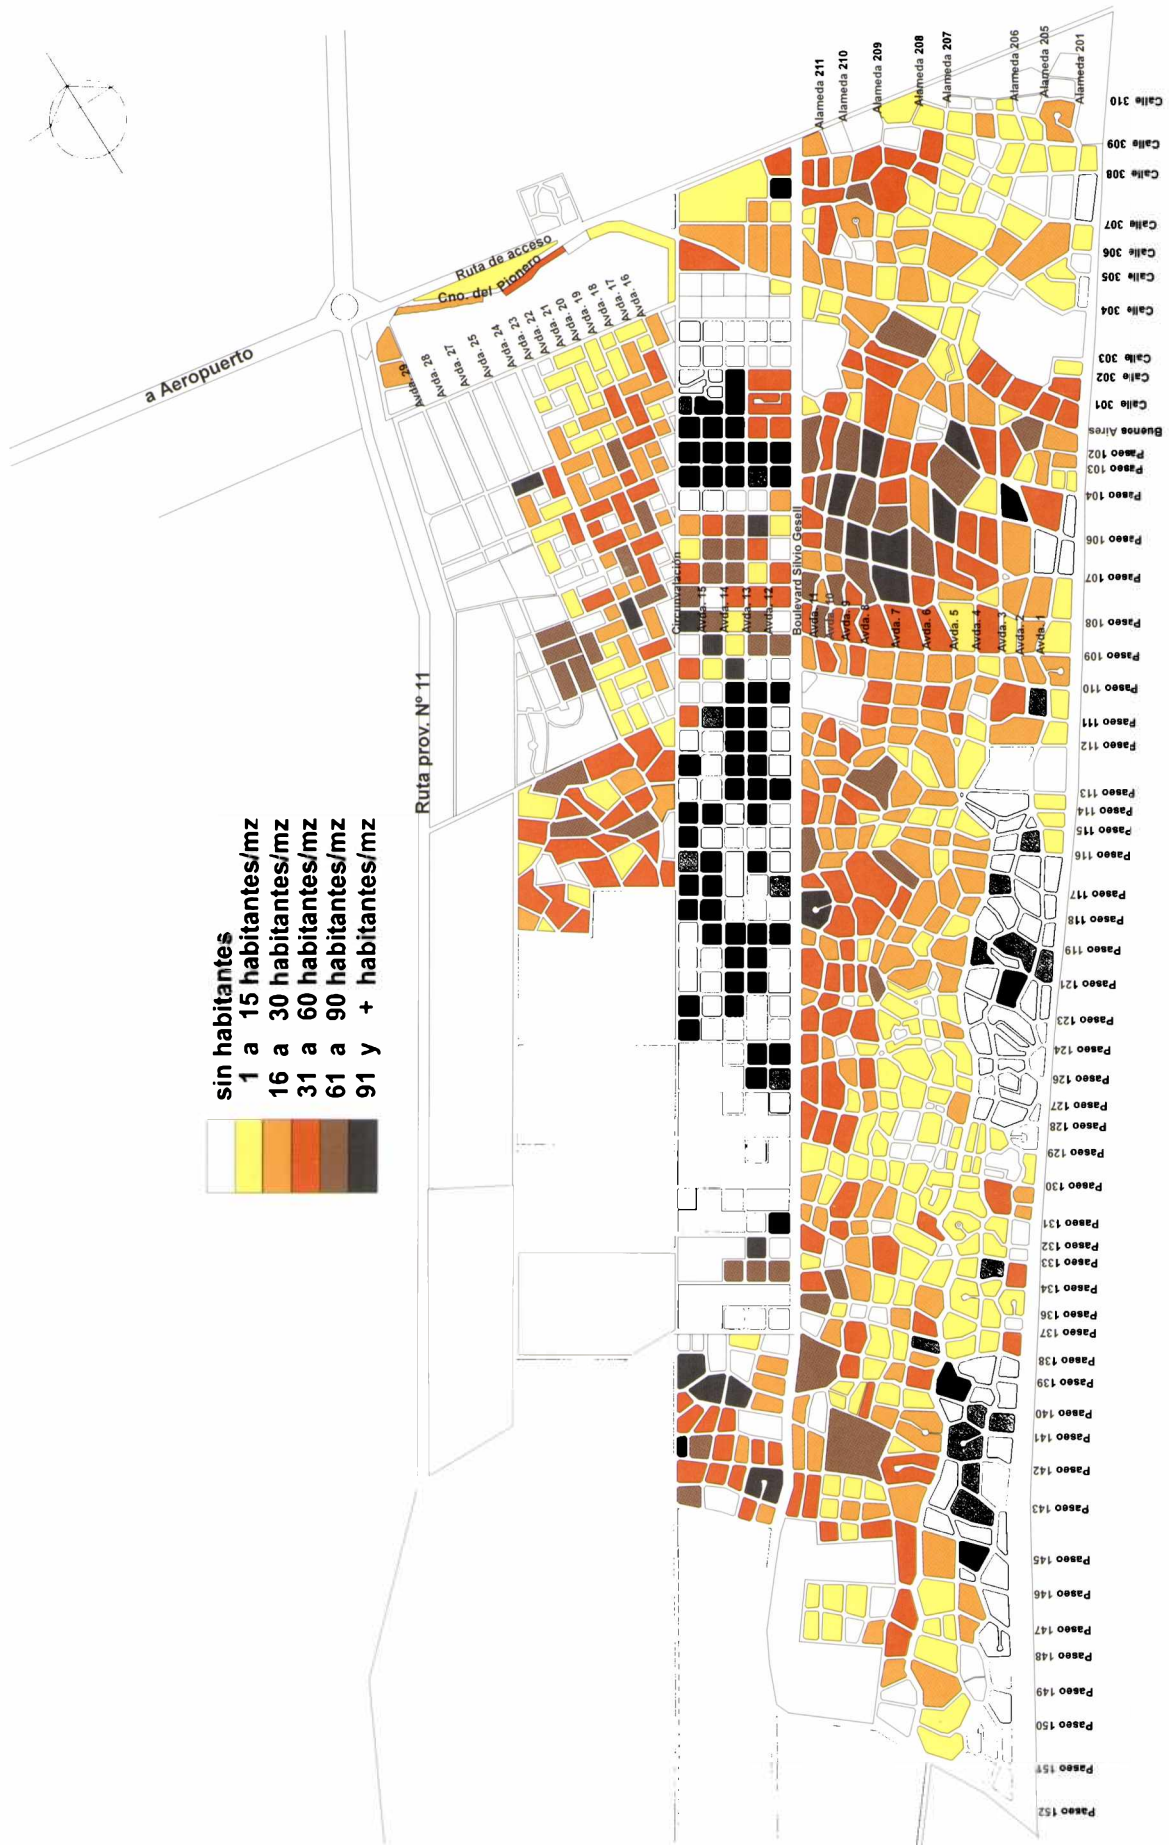 a Aeropuerto
Ruta de acceso
Cno. del Pionero
Avda. 29
Avda. 28
Avda. 27
Avda. 25
Avda. 24
Avda. 23
Avda. 22
Avda. 21
Avda. 20
Avda. 19
Avda. 18
Avda. 17
Avda. 16
Ruta prov. Nº 11
Alameda 211
Alameda 210
Alameda 209
Alameda 208
Alameda 207
Alameda 206
Alameda 205
Alameda 201
Calle 310
Calle 309
Calle 308
Calle 307
Calle 306
Calle 305
Calle 304
Calle 303
Calle 302
Calle 301
Buenos Aires
Paseo 102
Paseo 103
Paseo 104
Paseo 106
Paseo 107
Paseo 108
Paseo 109
Paseo 110
Paseo 111
Paseo 112
Paseo 113
Paseo 114
Paseo 115
Paseo 116
Paseo 117
Paseo 118
Paseo 119
Paseo 121
Paseo 123
Paseo 124
Paseo 126
Paseo 127
Paseo 128
Paseo 129
Paseo 130
Paseo 131
Paseo 132
Paseo 133
Paseo 134
Paseo 136
Paseo 137
Paseo 138
Paseo 139
Paseo 140
Paseo 141
Paseo 142
Paseo 143
Paseo 145
Paseo 146
Paseo 147
Paseo 148
Paseo 149
Paseo 150
Paseo 151
Paseo 152
Circunvalación
Avda. 15
Avda. 14
Avda. 13
Avda. 12
Boulevard Silvio Gesell
Avda. 11
Avda. 10
Avda. 9
Avda. 8
Avda. 7
Avda. 6
Avda. 5
Avda. 4
Avda. 3
Avda. 2
Avda. 1
sin habitantes
1 a 15 habitantes/mz
16 a 30 habitantes/mz
31 a 60 habitantes/mz
61 a 90 habitantes/mz
91 y + habitantes/mz